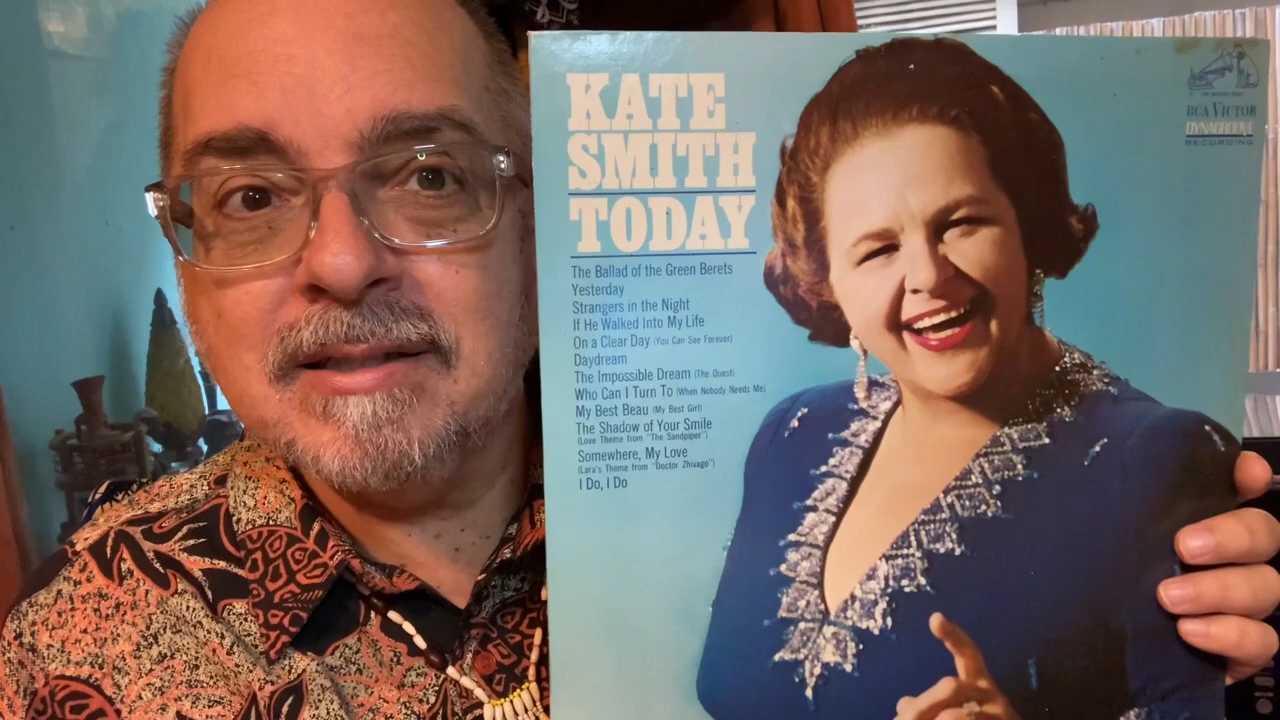 KATE
SMITH
TODAY
The Ballad of the Green Berets
Yesterday
Strangers in the Night
If He Walked Into My Life
On a Clear Day (You Can See Forever)
Daydream
The Impossible Dream (The Quest)
Who Can I Turn To (When Nobody Needs Me)
My Best Beau (My Best Girl)
The Shadow of Your Smile
(Love Theme from "The Sandpiper")
Somewhere, My Love
(Lara's Theme from "Doctor Zhivago")
I Do, I Do
RCA VICTOR
DYNAGROOVE
RECORDING